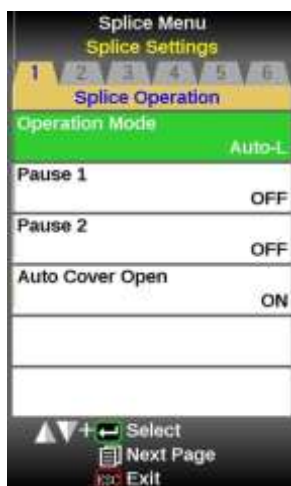 Splice Menu
Splice Settings
1 2 3 4 5 6
Splice Operation
Operation Mode
Auto-L
Pause 1
OFF
Pause 2
OFF
Auto Cover Open
ON
+ Select
Next Page
ESC Exit